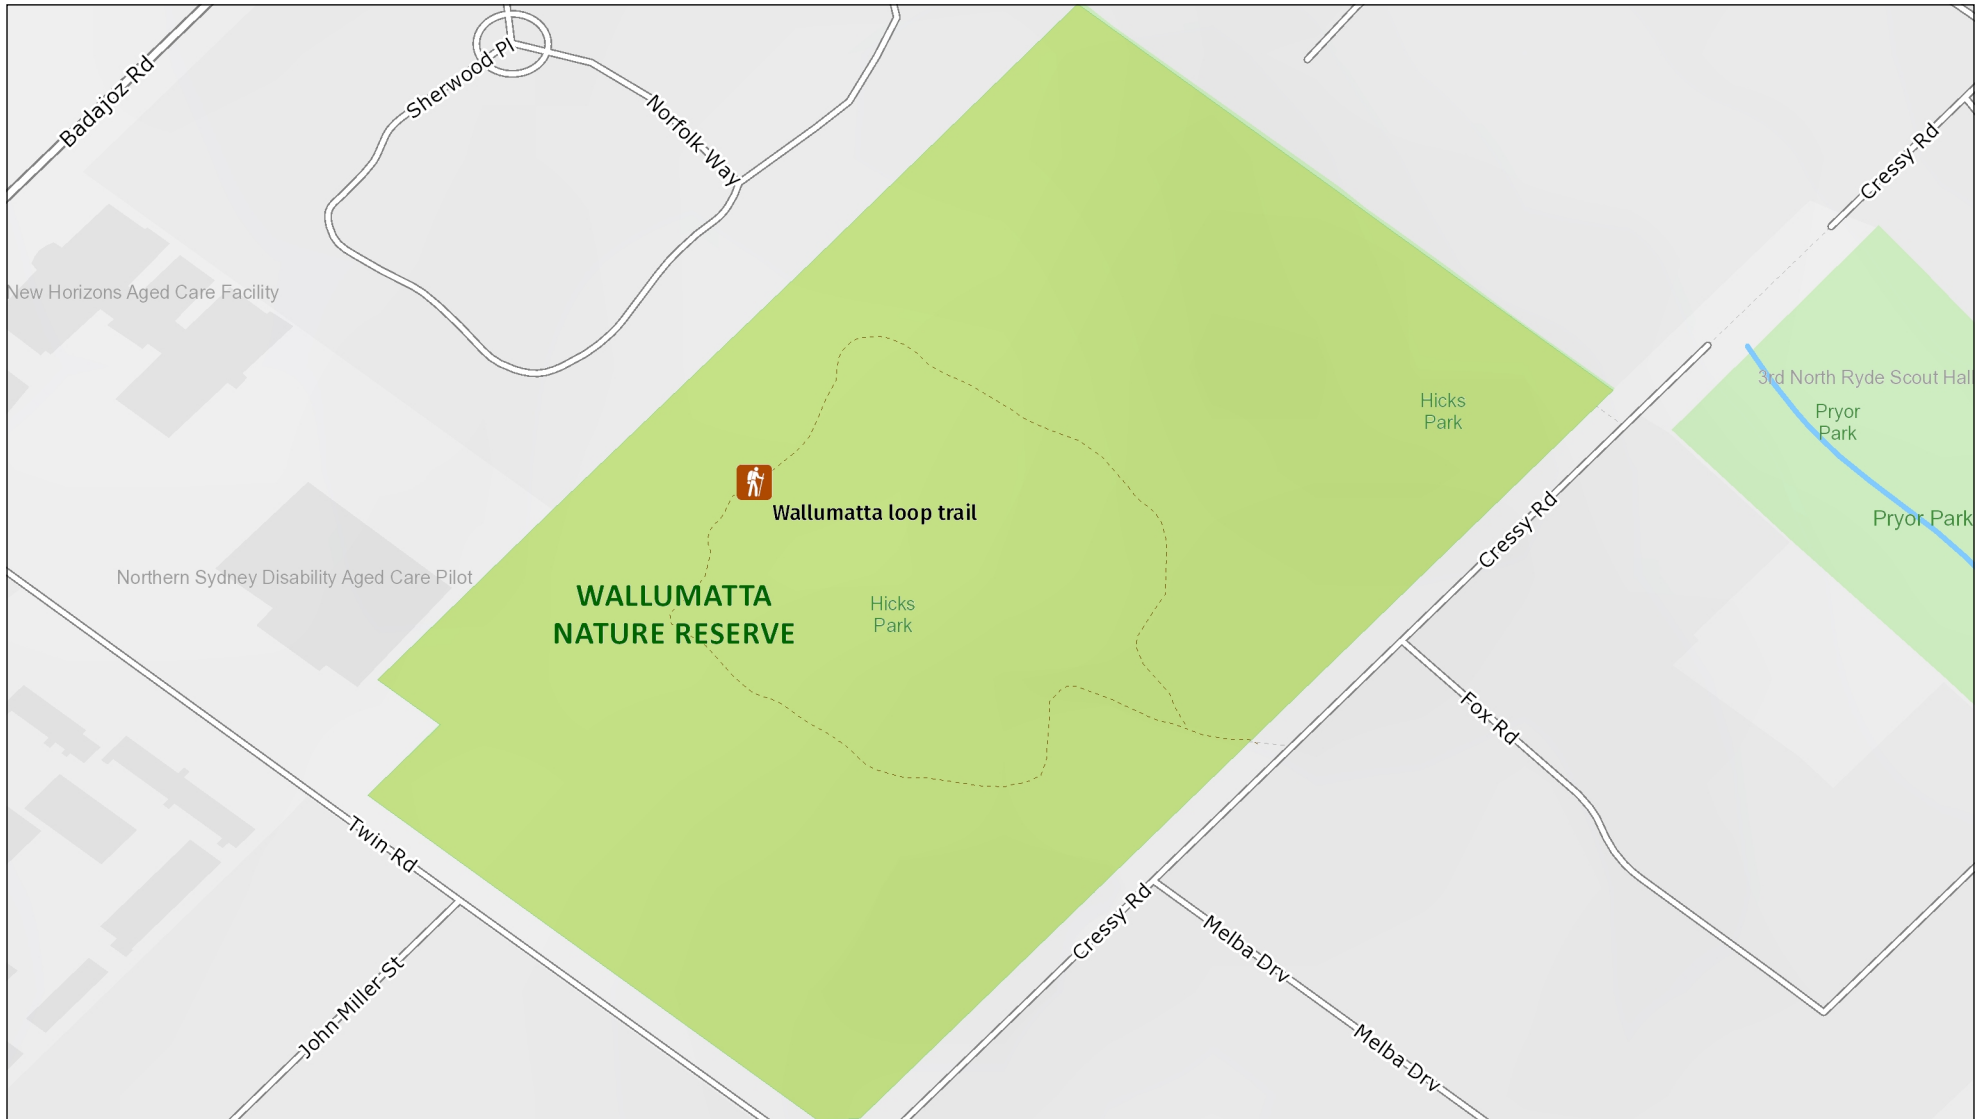 Badajoz-Rd
Sherwood-Pl
Norfolk-Way
Cressy-Rd
New Horizons Aged Care Facility
3rd North Ryde Scout Hall
Hicks
Park
Pryor
Park
Wallumatta loop trail
Cressy-Rd
Pryor Park
Northern Sydney Disability Aged Care Pilot
WALLUMATTA
NATURE RESERVE
Hicks
Park
Fox-Rd
Twin-Rd
Cressy-Rd
Melba-Drv
John-Miller-St
Melba-Drv